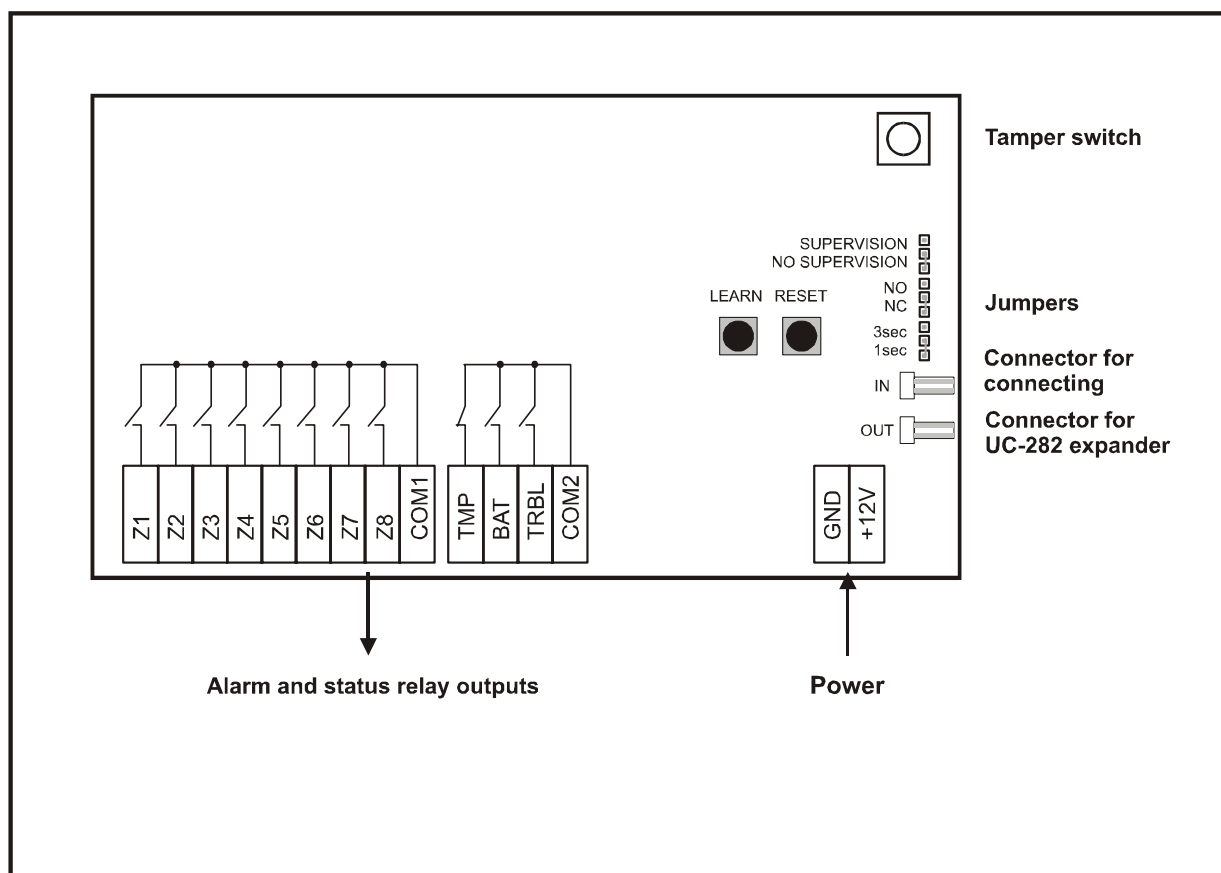 Tamper switch
SUPERVISION
NO SUPERVISION
NO
NC
LEARN RESET
Jumpers
3sec
1sec
Connector for
connecting
IN
Connector for
UC-282 expander
OUT
Z1
Z2
Z3
Z4
Z5
Z6
Z7
Z8
COM1
TMP
BAT
TRBL
COM2
GND
+12V
Alarm and status relay outputs
Power